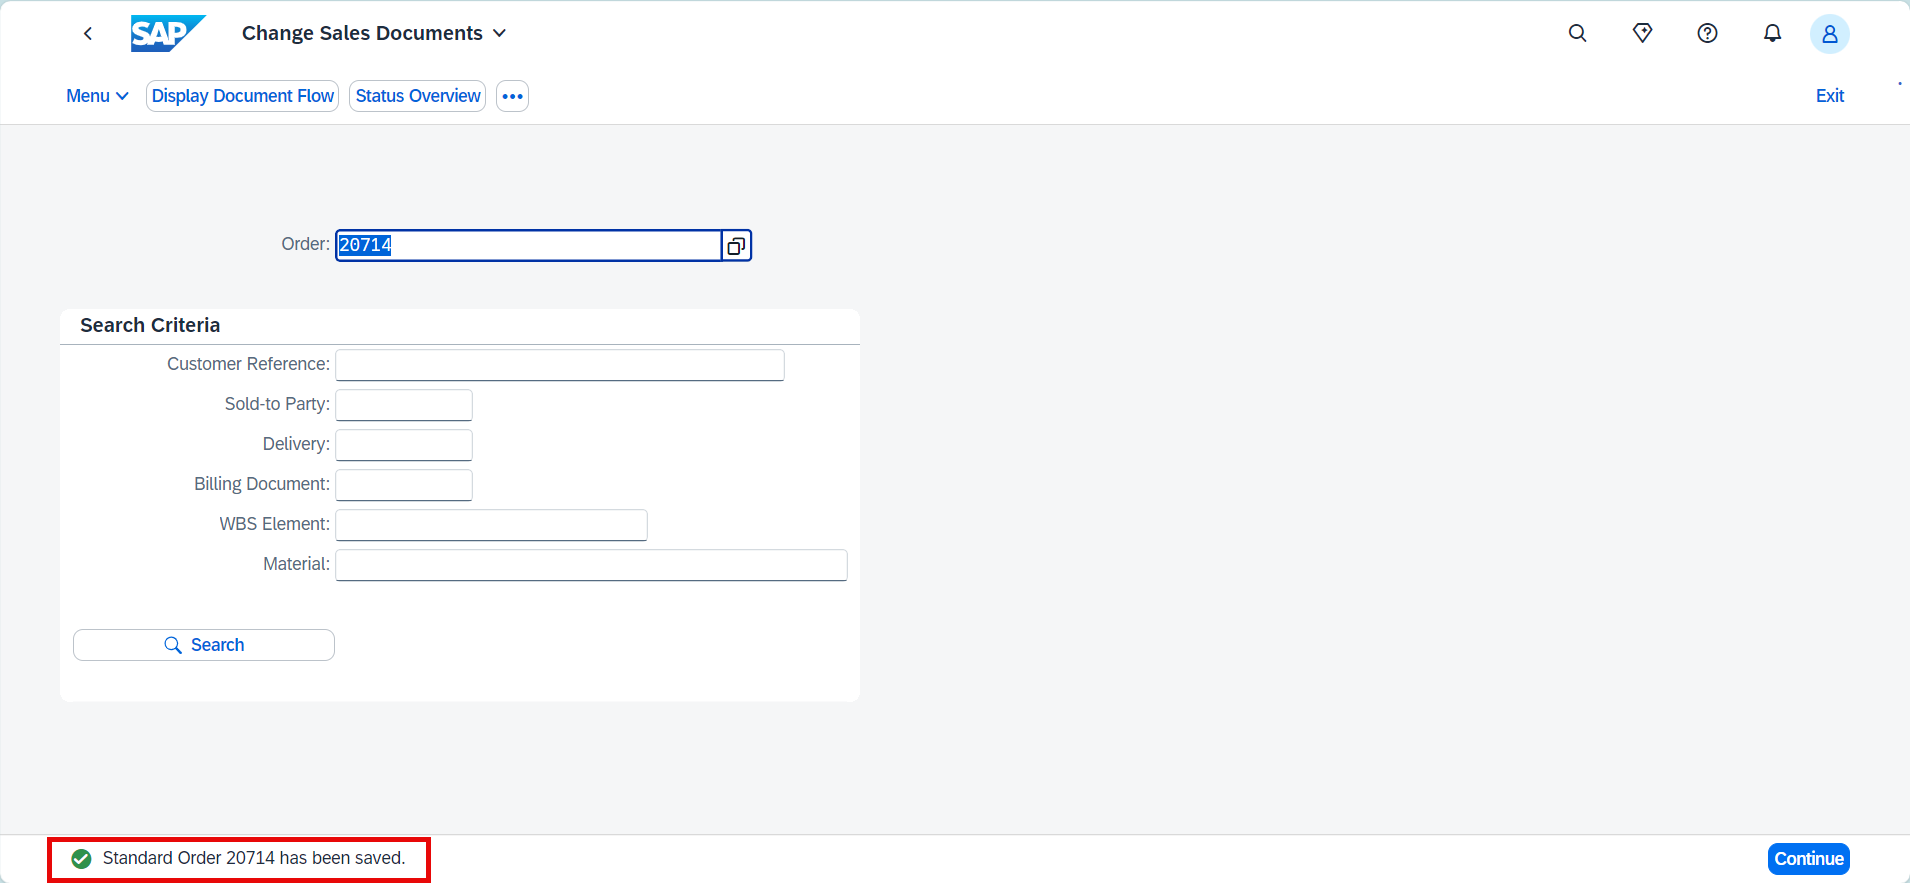 SAP
Change Sales Documents
Menu
Display Document Flow
Status Overview
Exit
Order: 20714
Search Criteria
Customer Reference:
Sold-to Party:
Delivery:
Billing Document:
WBS Element:
Material:
Search
Standard Order 20714 has been saved.
Continue